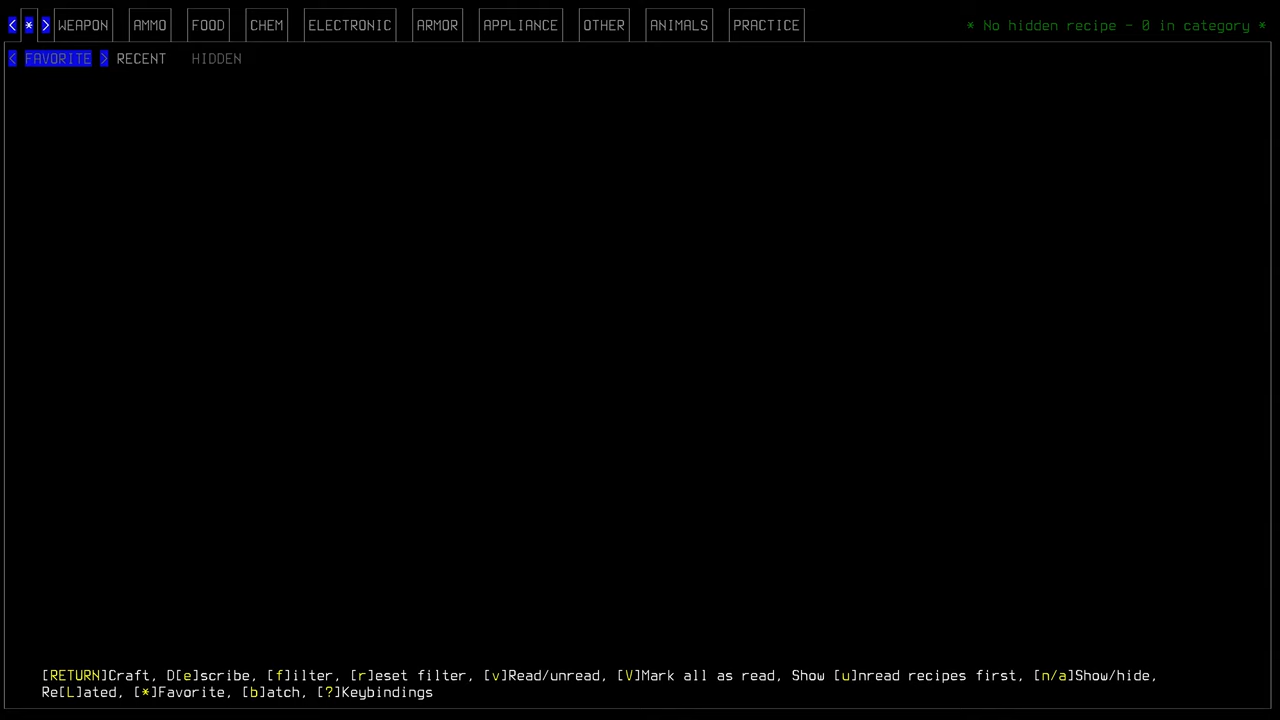 < * > WEAPON AMMO FOOD CHEM ELECTRONIC ARMOR APPLIANCE OTHER ANIMALS PRACTICE * No hidden recipe - 0 in category *
< FAVORITE > RECENT HIDDEN
[RETURN]Craft, D[e]scribe, [f]ilter, [r]eset filter, [v]Read/unread, [V]Mark all as read, Show [u]nread recipes first, [n/a]Show/hide,
Re[L]ated, [*]Favorite, [b]atch, [?]Keybindings